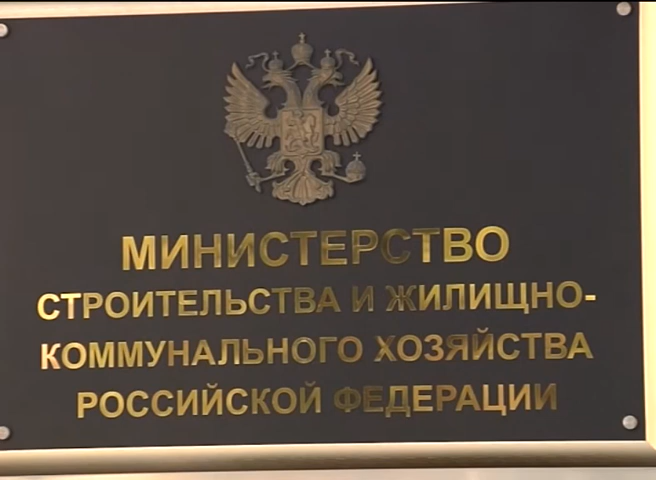 МИНИСТЕРСТВО
СТРОИТЕЛЬСТВА И ЖИЛИЩНО-
КОММУНАЛЬНОГО ХОЗЯЙСТВА
РОССИЙСКОЙ ФЕДЕРАЦИИ